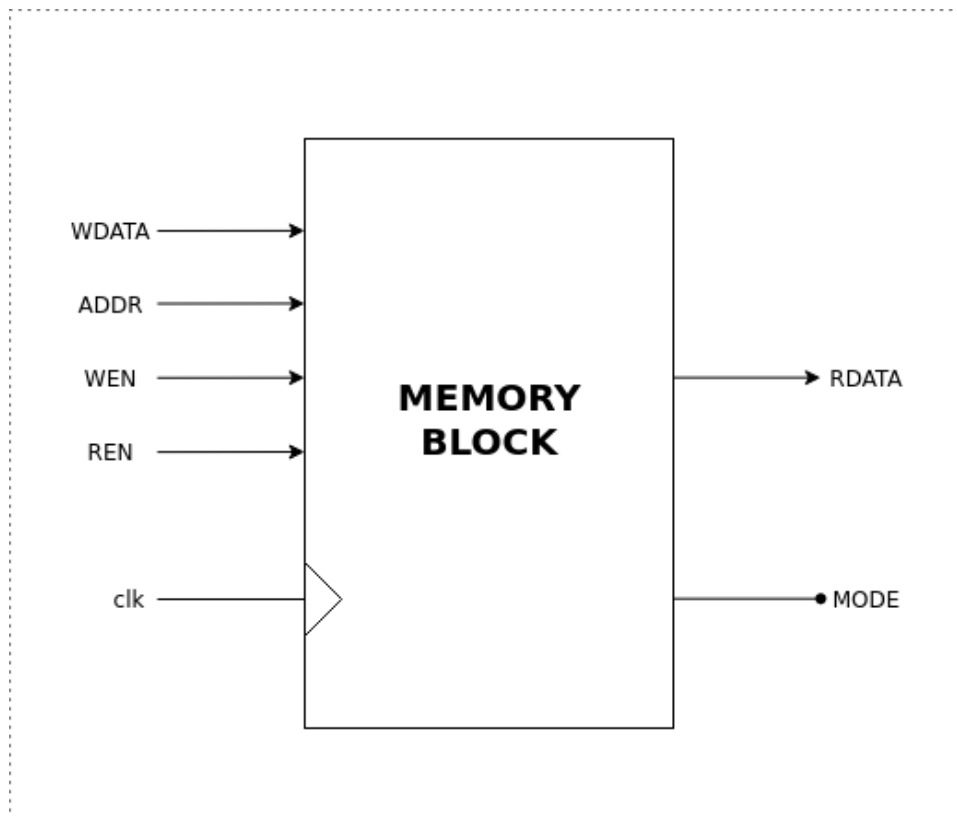 WDATA
ADDR
WEN
REN
clk
MEMORY
BLOCK
RDATA
MODE